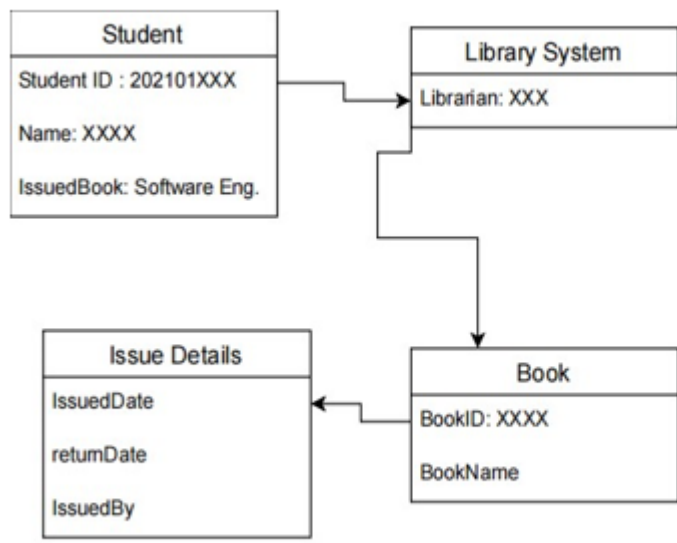 Student
Student ID : 202101XXX
Name: XXXX
IssuedBook: Software Eng.
Library System
Librarian: XXX
Issue Details
IssuedDate
returnDate
IssuedBy
Book
BookID: XXXX
BookName